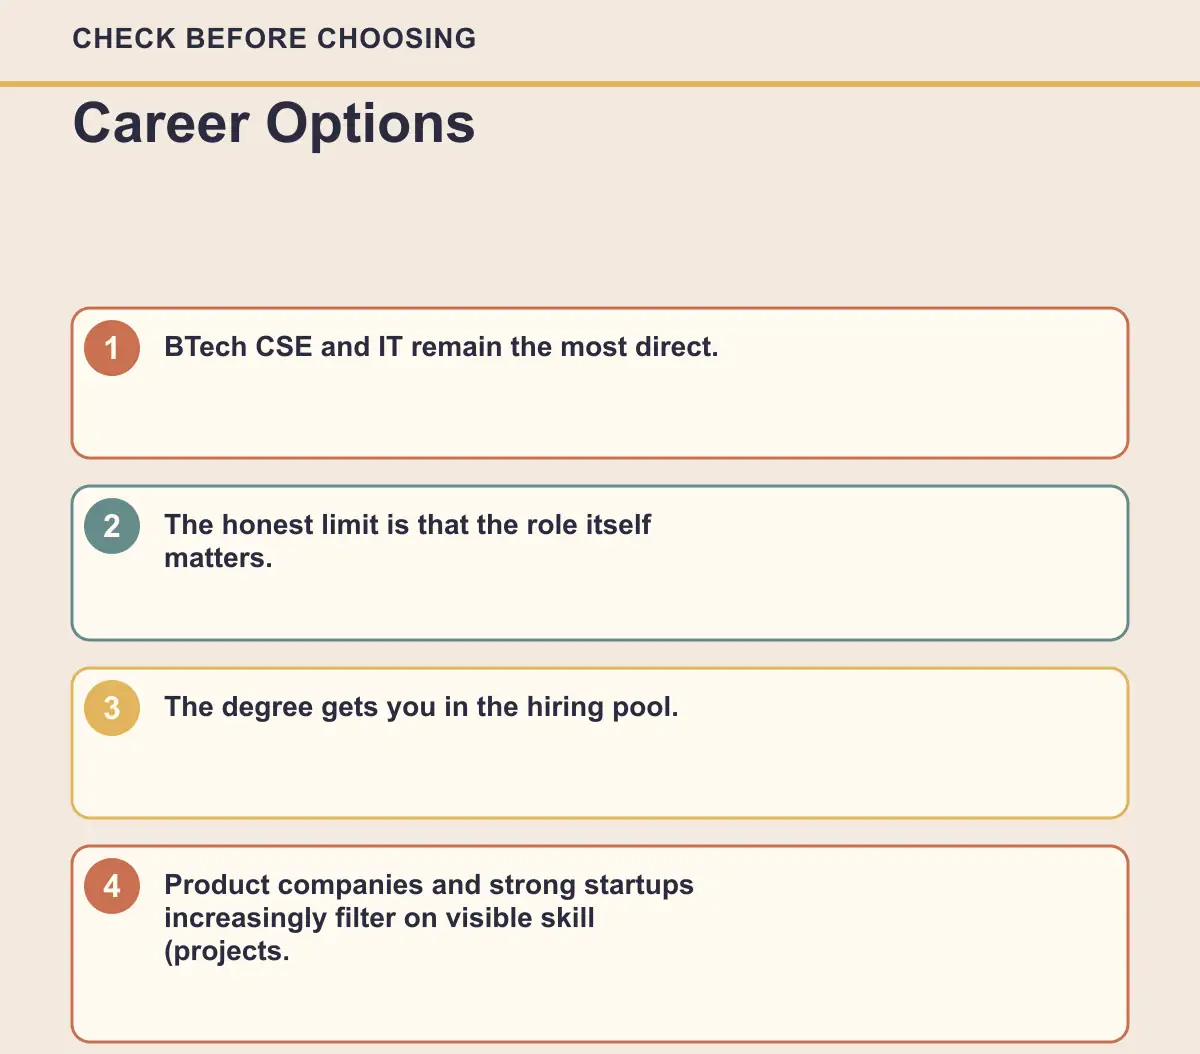 CHECK BEFORE CHOOSING
Career Options
1
BTech CSE and IT remain the most direct.
2
The honest limit is that the role itself
matters.
3
The degree gets you in the hiring pool.
4
Product companies and strong startups
increasingly filter on visible skill
(projects.